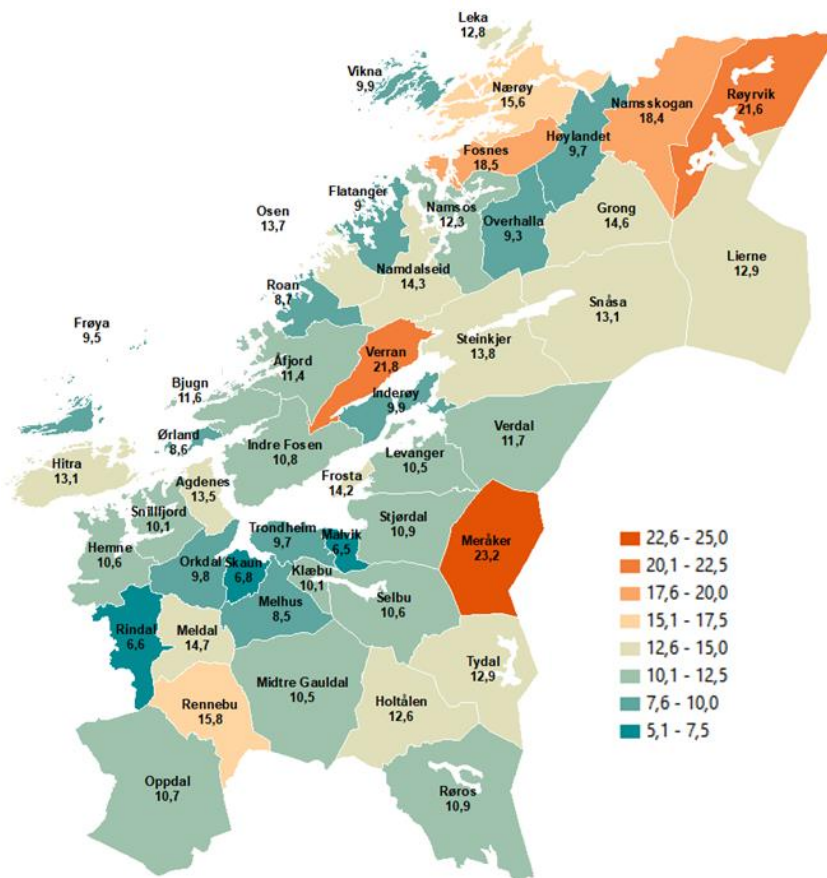 Leka
12,8
Vikna
9,9
Nærøy
15,6
Røyrvik
21,6
Namsskogan
18,4
Høylandet
9,7
Fosnes
18,5
Flatanger
9
Namsos
12,3
Osen
13,7
Overhalla
9,3
Grong
14,6
Lierne
12,9
Namdalseid
14,3
Roan
8,7
Snåsa
13,1
Frøya
9,5
Steinkjer
13,8
Verran
21,8
Åfjord
11,4
Bjugn
11,6
Inderøy
9,9
Verdal
11,7
Ørland
8,6
Indre Fosen
10,8
Levanger
10,5
Hitra
13,1
Agdenes
13,5
Frosta
14,2
Snillfjord
10,1
Stjørdal
10,9
Trondheim
9,7
Malvik
6,5
Meråker
23,2
Hemne
10,6
Orkdal
9,8
Skaun
6,8
Klæbu
10,1
Selbu
10,6
Melhus
8,5
Rindal
6,6
Meldal
14,7
Tydal
12,9
Midtre Gauldal
10,5
Holtålen
12,6
Rennebu
15,8
Oppdal
10,7
Røros
10,9
22,6 - 25,0
20,1 - 22,5
17,6 - 20,0
15,1 - 17,5
12,6 - 15,0
10,1 - 12,5
7,6 - 10,0
5,1 - 7,5